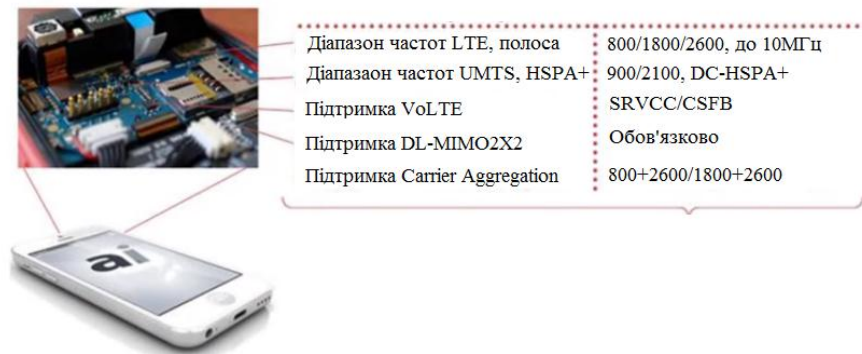 Діапазон частот LTE, полоса 800/1800/2600, до 10МГц
Діапазаон частот UMTS, HSPA+ 900/2100, DC-HSPA+
Підтримка VoLTE SRVCC/CSFB
Підтримка DL-MIMO2X2 Обов'язково
Підтримка Carrier Aggregation 800+2600/1800+2600
ai